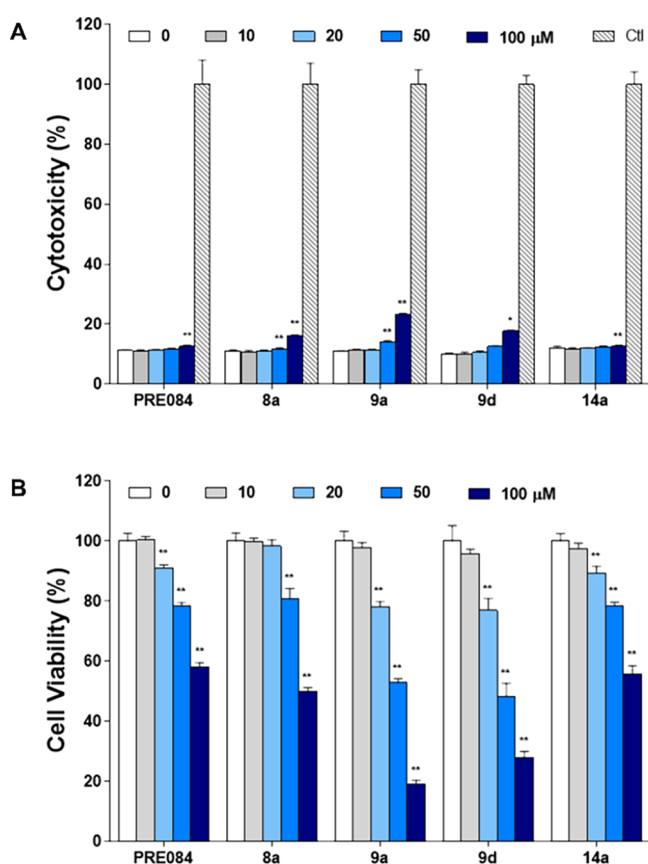 A
0 10 20 50 100 μM Ctl
Cytotoxicity (%)
120
100
80
60
40
20
0
** ** ** ** ** * **
PRE084 8a 9a 9d 14a
B
0 10 20 50 100 μM
Cell Viability (%)
120
100
80
60
40
20
0
** ** ** ** ** ** ** ** ** ** ** ** ** **
PRE084 8a 9a 9d 14a